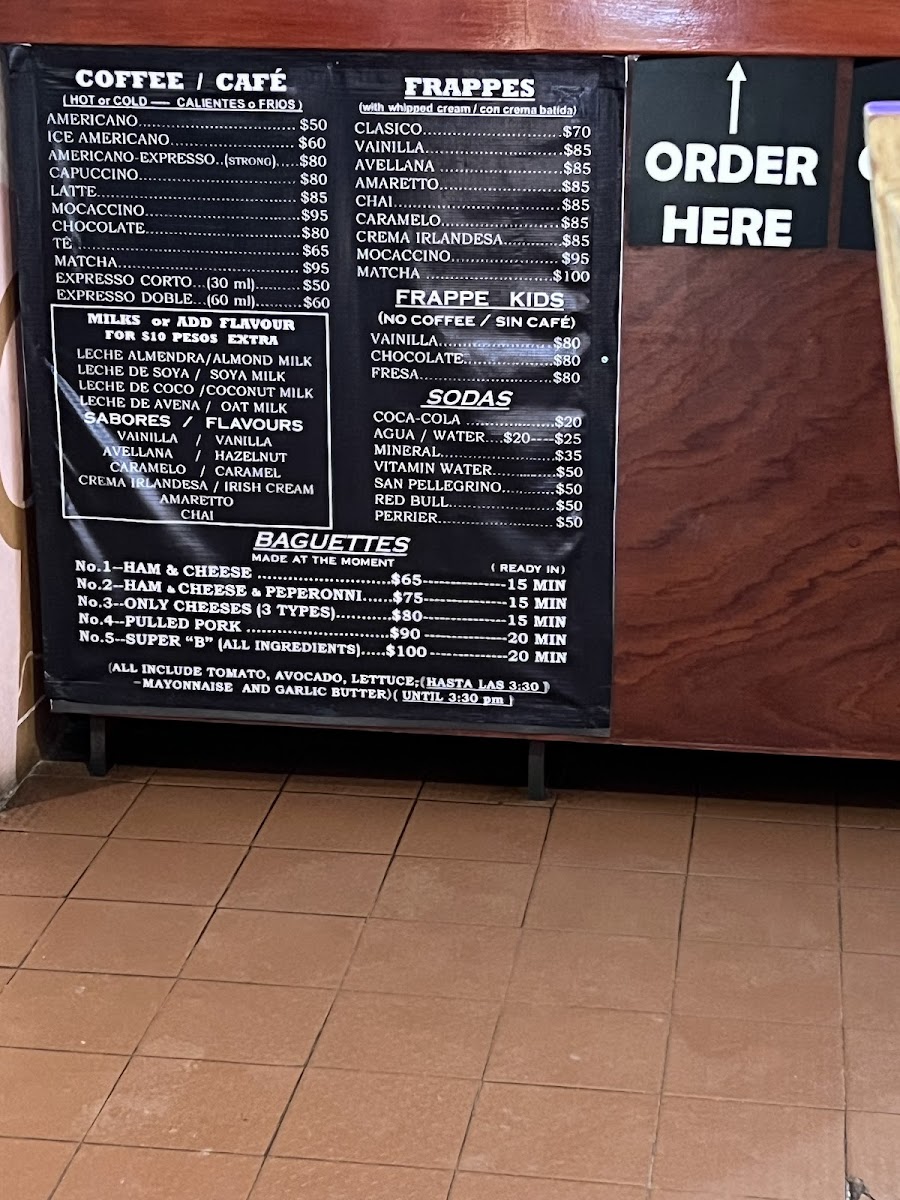 COFFEE / CAFÉ
( HOT or COLD —— CALIENTES o FRIOS )
AMERICANO...........................$50
ICE AMERICANO......................$60
AMERICANO-EXPRESSO..(STRONG).....$80
CAPUCCINO...........................$80
LATTE...............................$85
MOCACCINO...........................$95
CHOCOLATE...........................$80
TÉ..................................$65
MATCHA..............................$95
EXPRESSO CORTO...(30 ml)..........$50
EXPRESSO DOBLE...(60 ml)..........$60
MILKS or ADD FLAVOUR
FOR $10 PESOS EXTRA
LECHE ALMENDRA/ALMOND MILK
LECHE DE SOYA / SOYA MILK
LECHE DE COCO /COCONUT MILK
LECHE DE AVENA / OAT MILK
SABORES / FLAVOURS
VAINILLA / VANILLA
AVELLANA / HAZELNUT
CARAMELO / CARAMEL
CREMA IRLANDESA / IRISH CREAM
AMARETTO
CHAI
FRAPPES
(with whipped cream / con crema batida)
CLASICO.........................$70
VAINILLA........................$85
AVELLANA........................$85
AMARETTO........................$85
CHAI............................$85
CARAMELO........................$85
CREMA IRLANDESA.................$85
MOCACCINO.......................$95
MATCHA..........................$100
FRAPPE KIDS
(NO COFFEE / SIN CAFÉ)
VAINILLA........................$80
CHOCOLATE.......................$80
FRESA...........................$80
SODAS
COCA-COLA ......................$20
AGUA / WATER...$20---$25
MINERAL.........................$35
VITAMIN WATER...................$50
SAN PELLEGRINO..................$50
RED BULL........................$50
PERRIER.........................$50
BAGUETTES
MADE AT THE MOMENT
( READY IN)
No.1--HAM & CHEESE ......................$65--------------15 MIN
No.2--HAM & CHEESE & PEPERONNI......$75--------------15 MIN
No.3--ONLY CHEESES (3 TYPES)..........$80--------------15 MIN
No.4--PULLED PORK .......................$90--------------20 MIN
No.5--SUPER “B” (ALL INGREDIENTS).....$100-------------20 MIN
(ALL INCLUDE TOMATO, AVOCADO, LETTUCE,(HASTA LAS 3:30 )
-MAYONNAISE AND GARLIC BUTTER)( UNTIL 3:30 pm )
ORDER
HERE